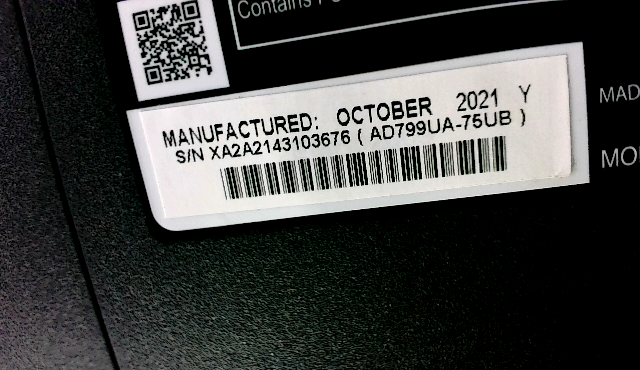 Contains
MANUFACTURED: OCTOBER 2021 Y
S/N XA2A2143103676 ( AD799UA-75UB )
MAD
MO